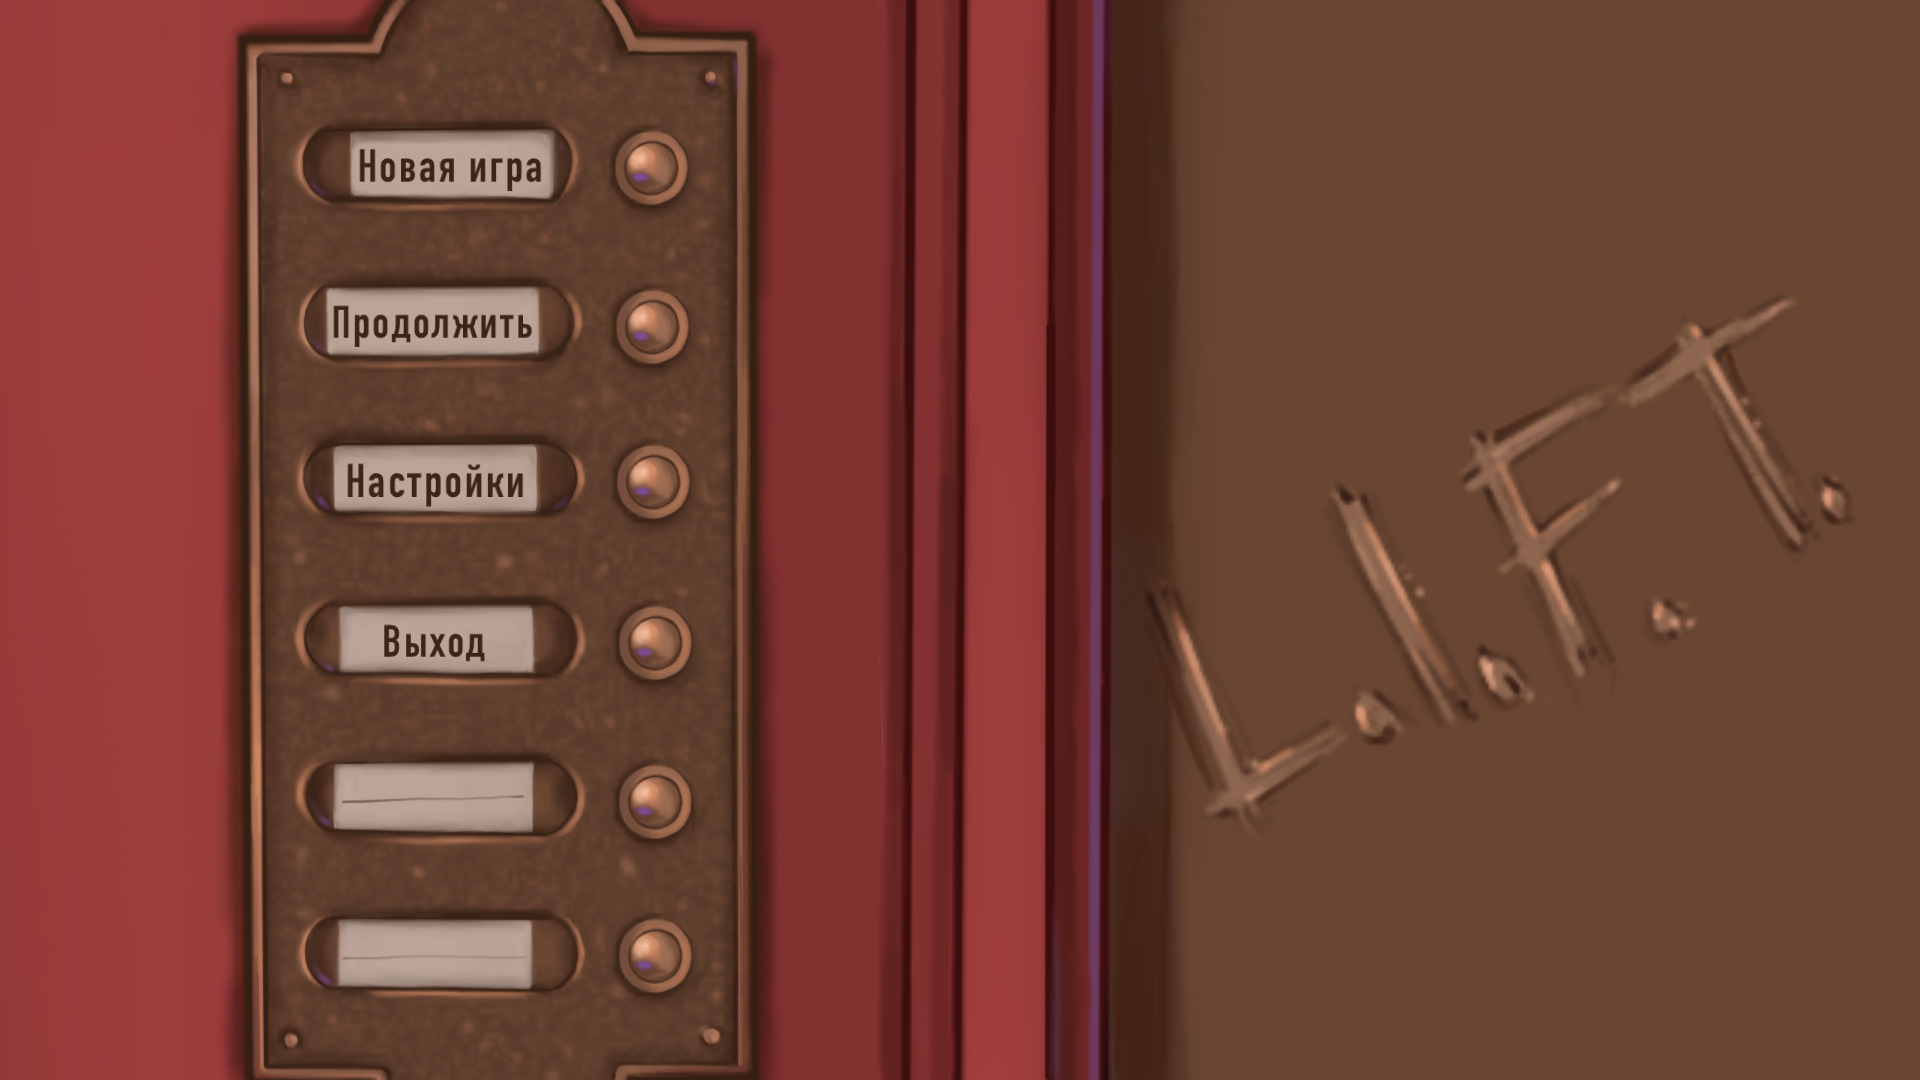 Новая игра
Продолжить
Настройки
Выход
L.I.F.T.